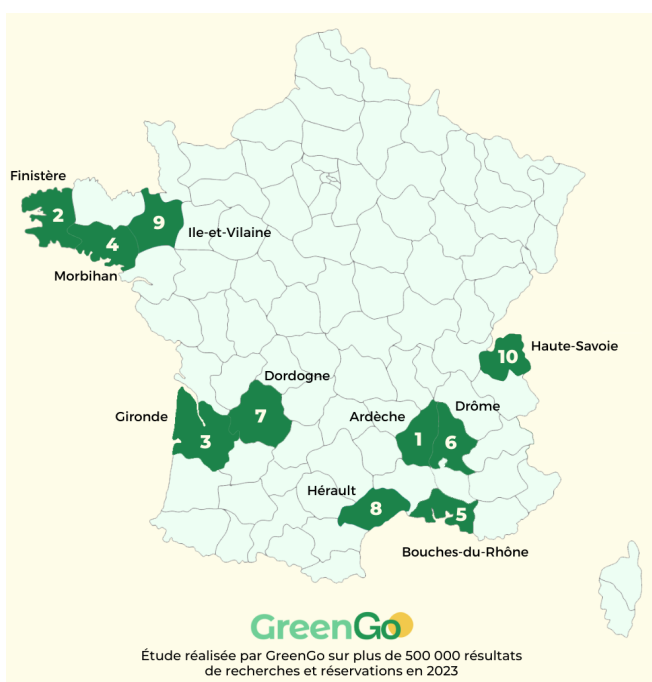 Finistère
2
9
Ile-et-Vilaine
4
Morbihan
Haute-Savoie
10
Dordogne
Gironde
7
3
Ardèche
Drôme
1
6
Hérault
8
5
Bouches-du-Rhône
GreenGo
Étude réalisée par GreenGo sur plus de 500 000 résultats
de recherches et réservations en 2023